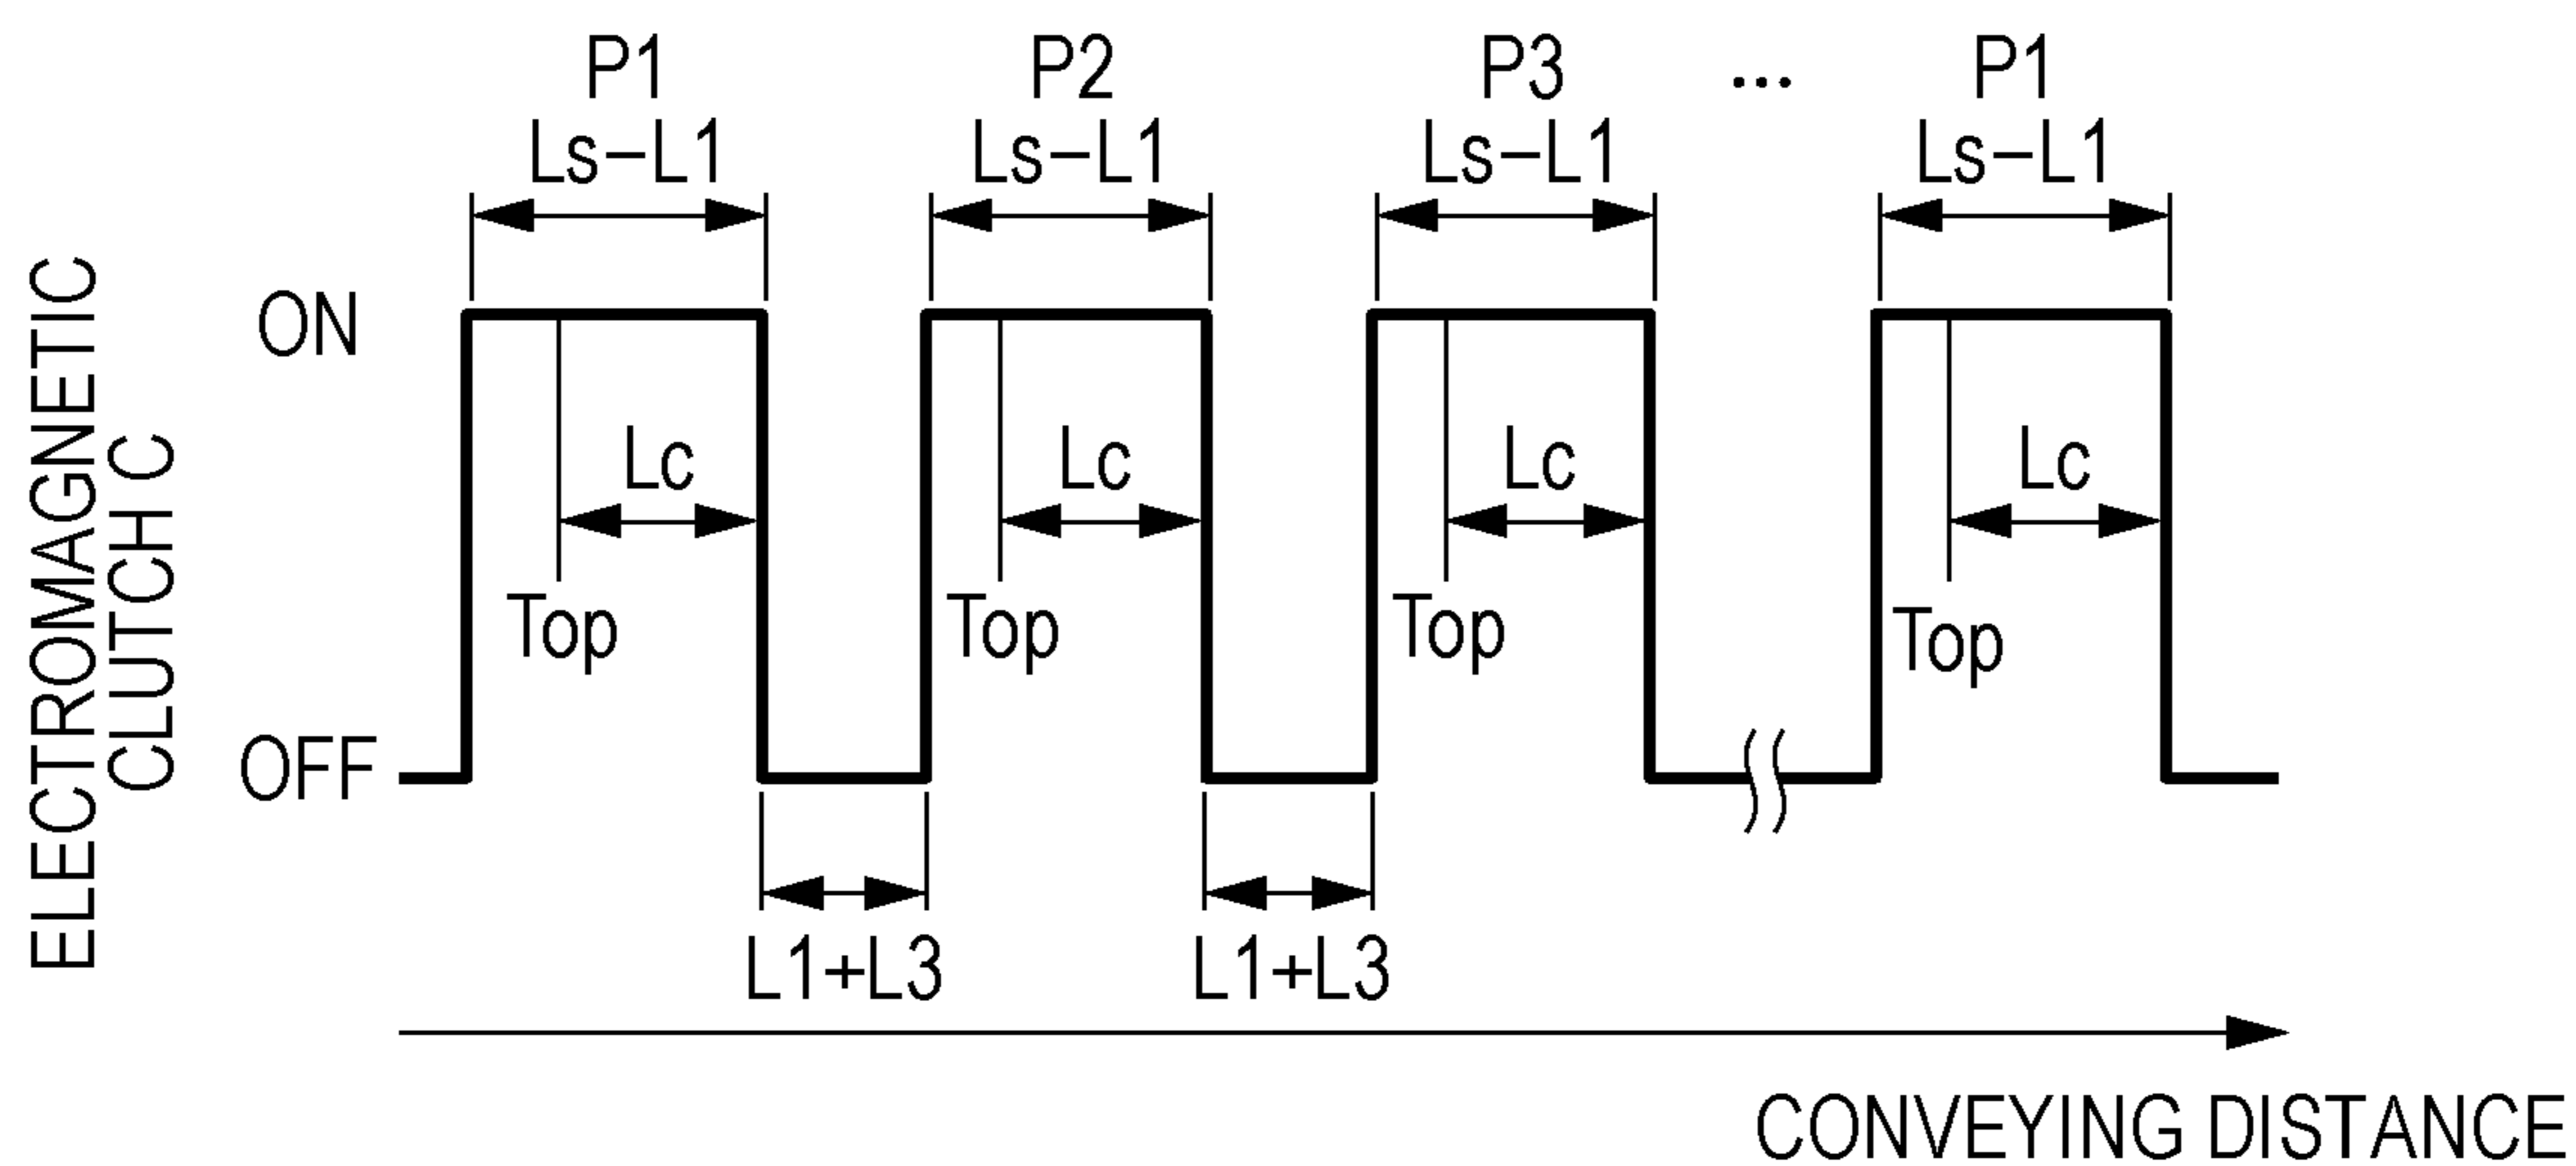 P1 P2 P3 ... P1
Ls−L1 Ls−L1 Ls−L1 Ls−L1
ELECTROMAGNETIC
CLUTCH C
ON
Lc Lc Lc Lc
Top Top Top Top
OFF
L1+L3 L1+L3
CONVEYING DISTANCE